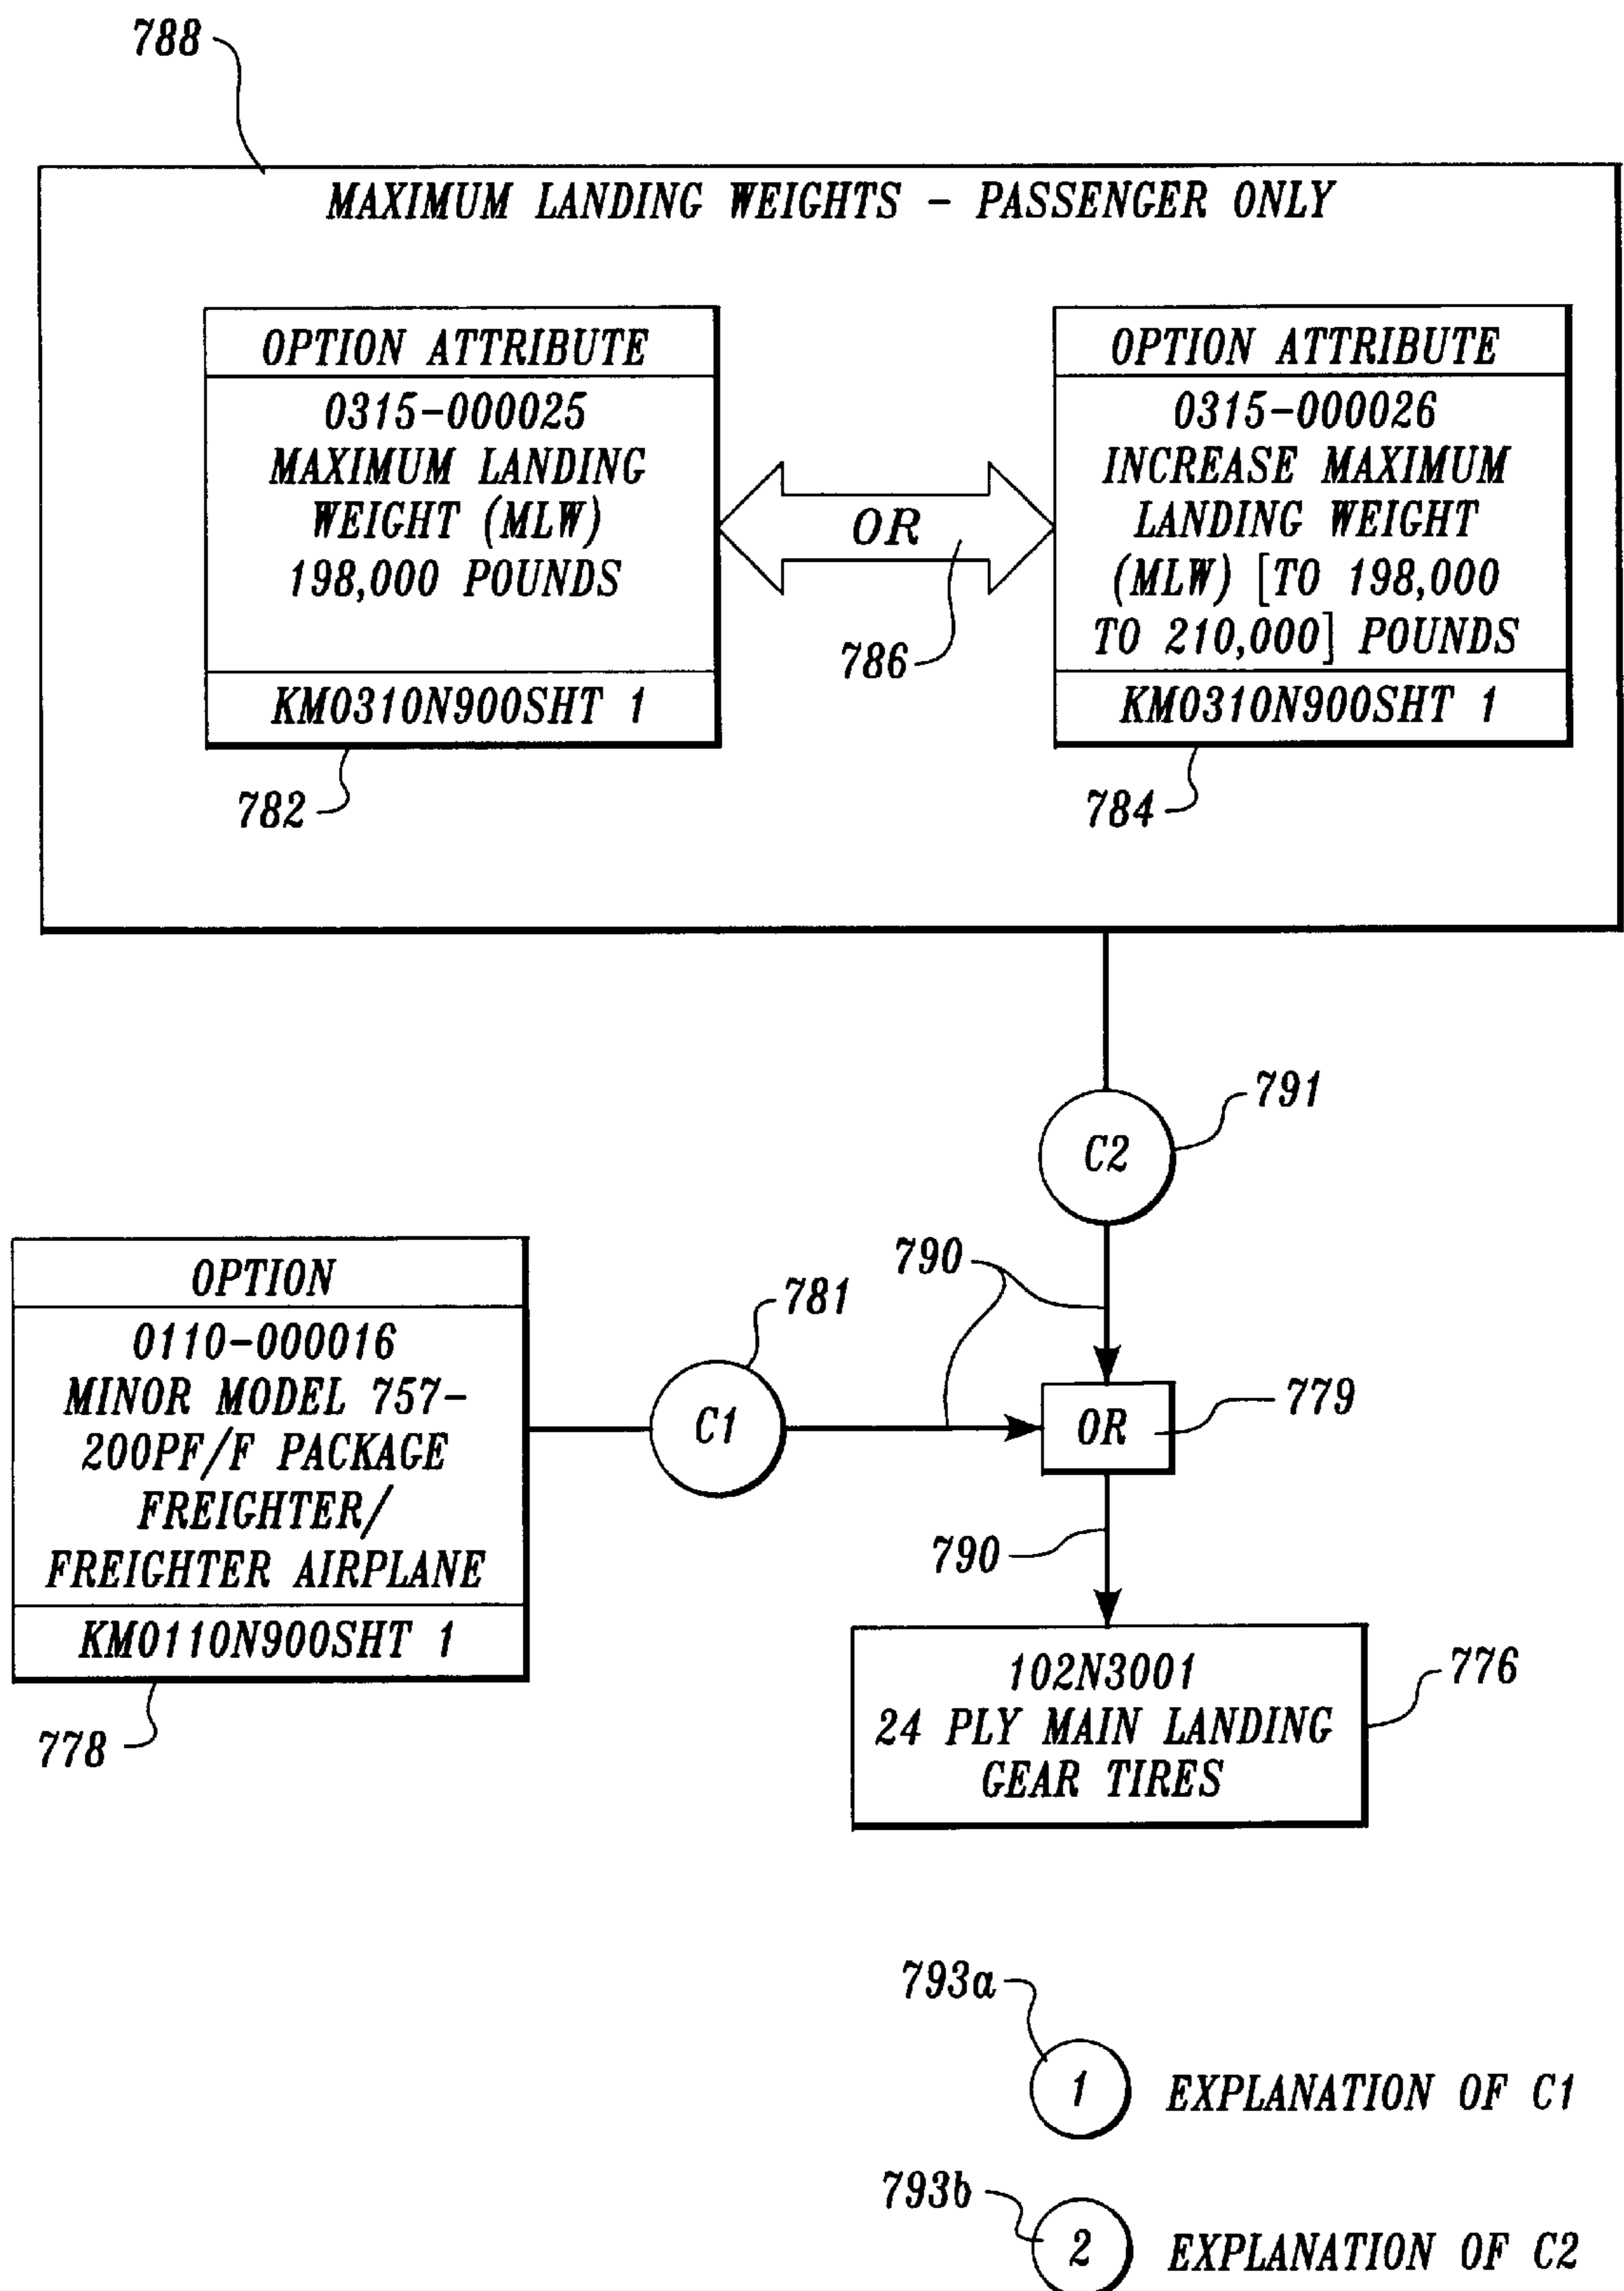 788
MAXIMUM LANDING WEIGHTS - PASSENGER ONLY
OPTION ATTRIBUTE
0315-000025
MAXIMUM LANDING
WEIGHT (MLW)
198,000 POUNDS
KM0310N900SHT 1
782
OR
786
OPTION ATTRIBUTE
0315-000026
INCREASE MAXIMUM
LANDING WEIGHT
(MLW) [TO 198,000
TO 210,000] POUNDS
KM0310N900SHT 1
784
C2
791
OPTION
0110-000016
MINOR MODEL 757-
200PF/F PACKAGE
FREIGHTER/
FREIGHTER AIRPLANE
KM0110N900SHT 1
778
C1
781
790
OR
779
790
102N3001
24 PLY MAIN LANDING
GEAR TIRES
776
793a
1 EXPLANATION OF C1
793b
2 EXPLANATION OF C2